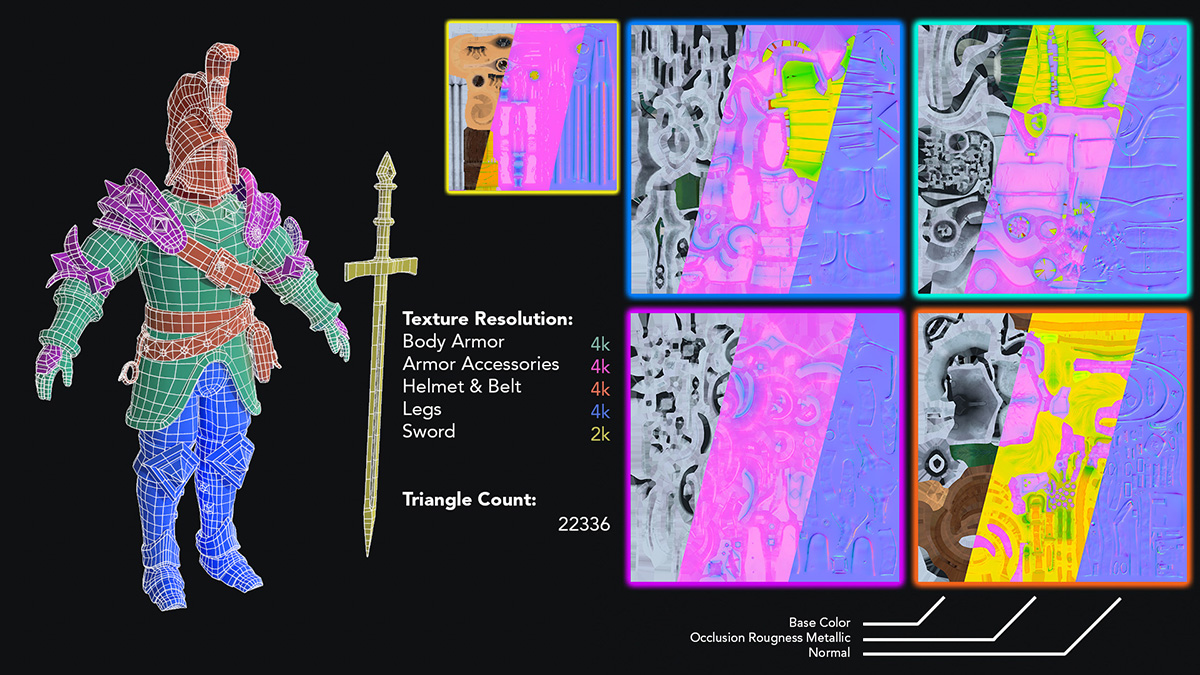 Texture Resolution:
Body Armor 4k
Armor Accessories 4k
Helmet & Belt 4k
Legs 4k
Sword 2k
Triangle Count:
22336
Base Color
Occlusion Rougness Metallic
Normal